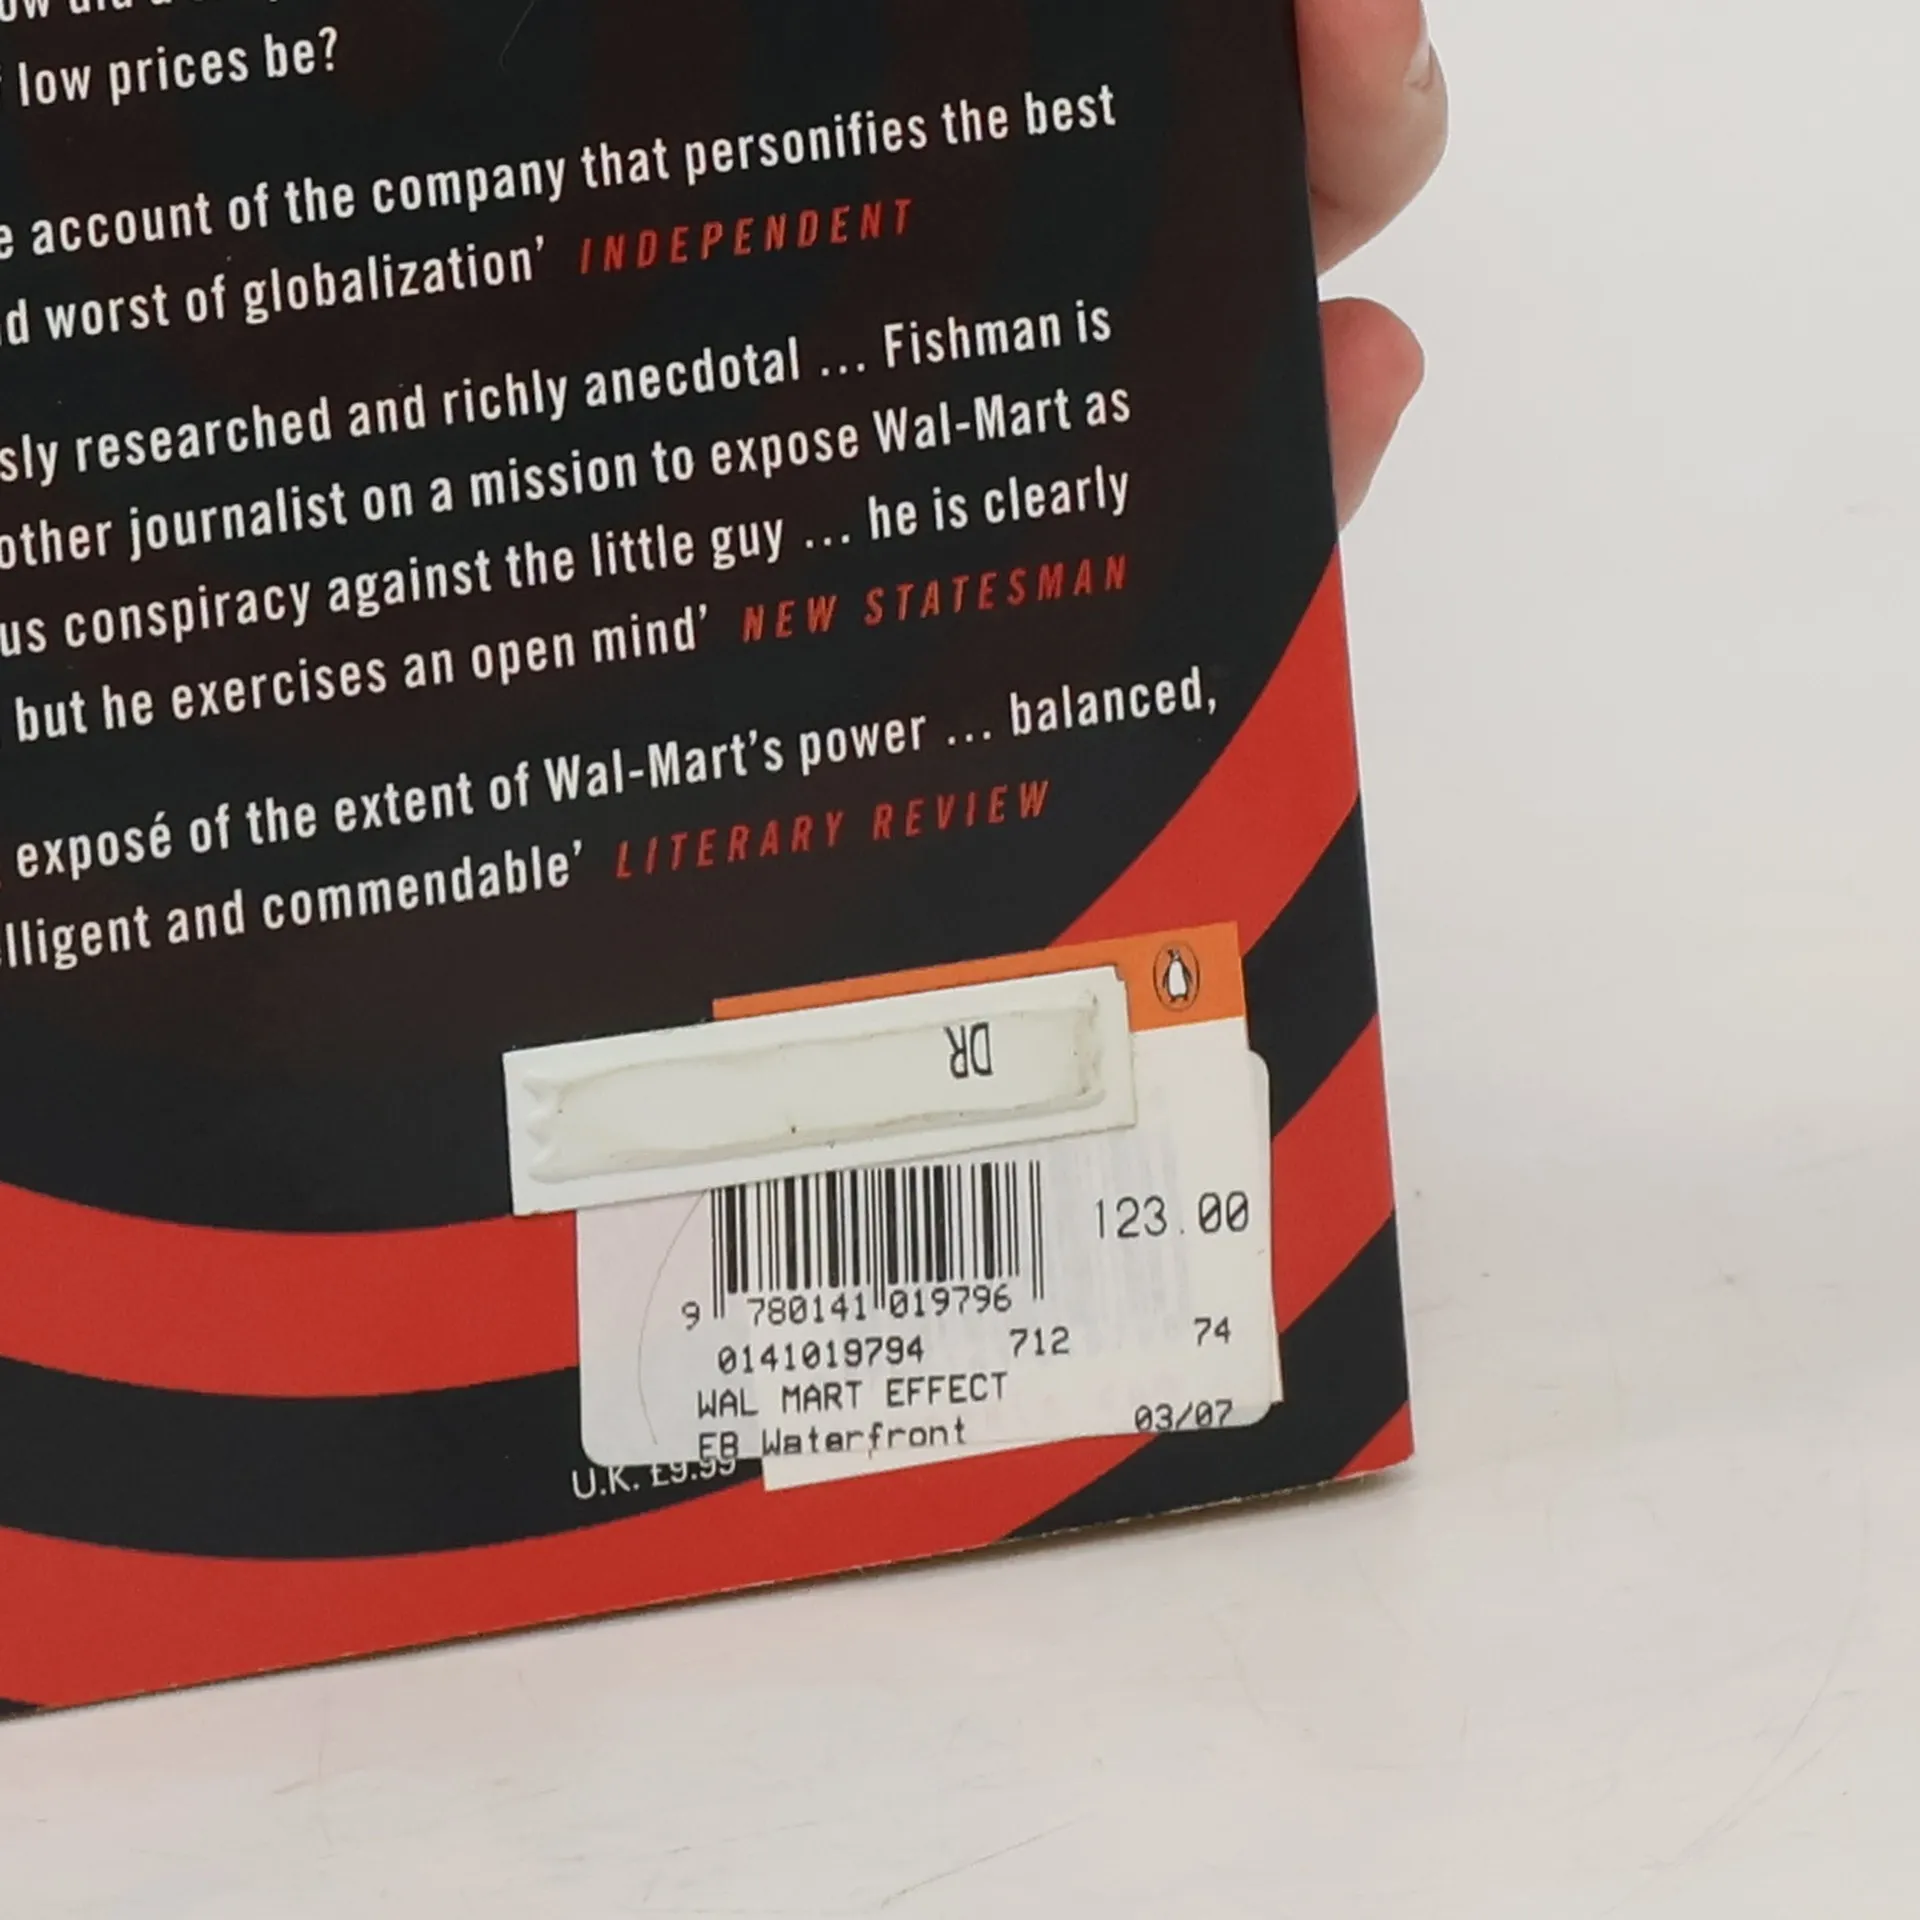 low prices be?
account of the company that personifies the best
worst of globalization’ INDEPENDENT
researched and richly anecdotal ... Fishman is
other journalist on a mission to expose Wal-Mart as
conspiracy against the little guy ... he is clearly
but he exercises an open mind’ NEW STATESMAN
exposé of the extent of Wal-Mart’s power ... balanced,
and commendable’ LITERARY REVIEW
DR
123.00
9 780141 019796
0141019794 712 74
WAL MART EFFECT
EB Waterfront 03/07
U.K. £9.99